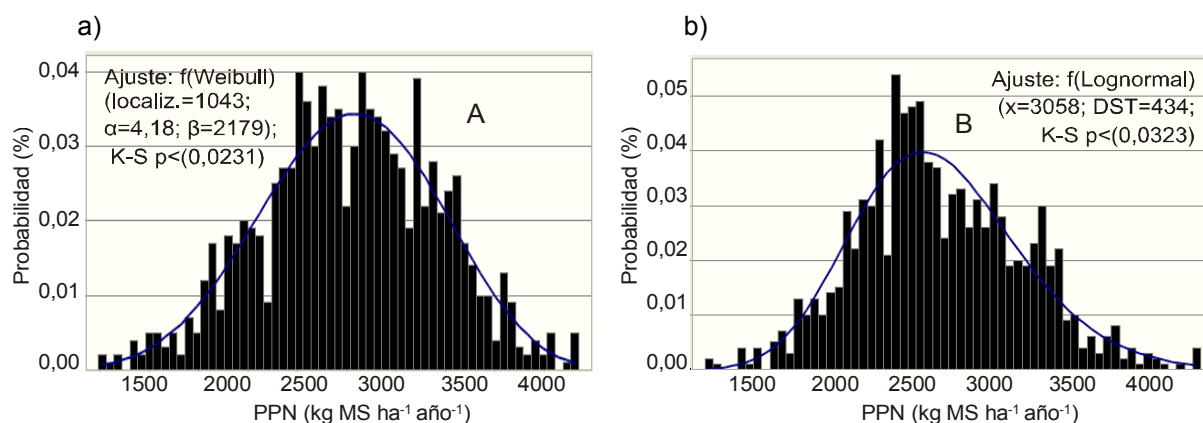 a)
0,04
0,03
0,02
0,01
0,00
Probabilidad (%)
Ajuste: f(Weibull)
(localiz.=1043;
α=4,18; β=2179);
K-S p<(0,0231)
A
1500 2000 2500 3000 3500 4000
PPN (kg MS ha⁻¹ año⁻¹)
b)
0,05
0,04
0,03
0,02
0,01
0,00
Probabilidad (%)
Ajuste: f(Lognormal)
(x=3058; DST=434;
K-S p<(0,0323)
B
1500 2000 2500 3000 3500 4000
PPN (kg MS ha⁻¹ año⁻¹)